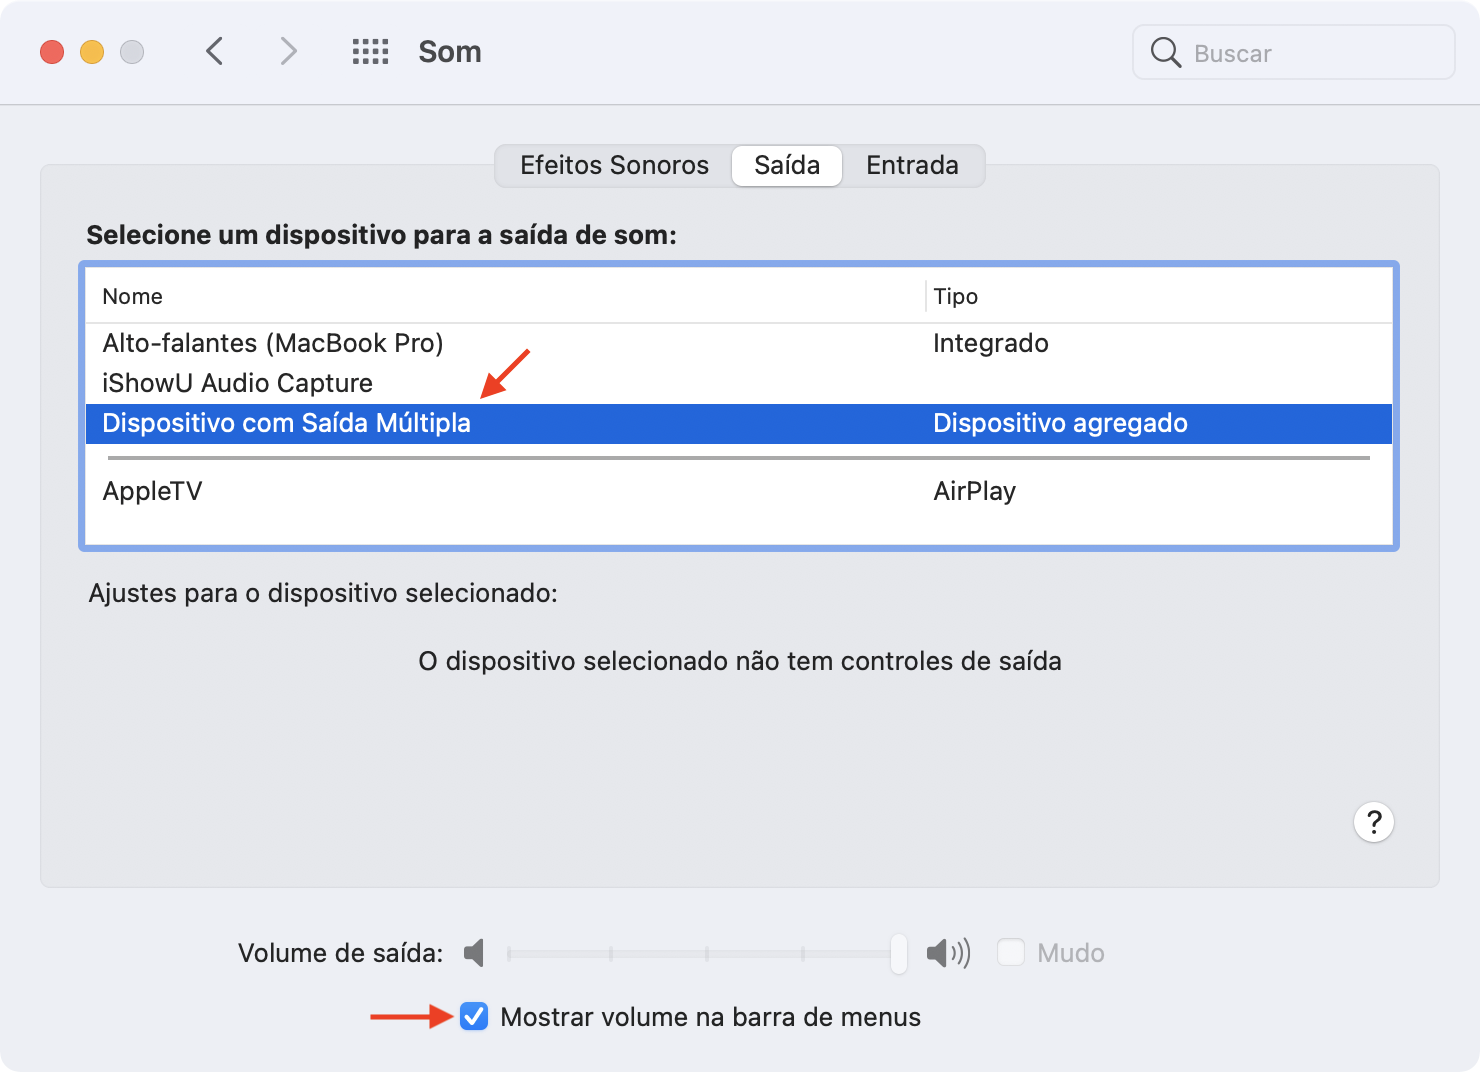 Som
Buscar
Efeitos Sonoros Saída Entrada
Selecione um dispositivo para a saída de som:
Nome Tipo
Alto-falantes (MacBook Pro) Integrado
iShowU Audio Capture
Dispositivo com Saída Múltipla Dispositivo agregado
AppleTV AirPlay
Ajustes para o dispositivo selecionado:
O dispositivo selecionado não tem controles de saída
?
Volume de saída: Mudo
Mostrar volume na barra de menus